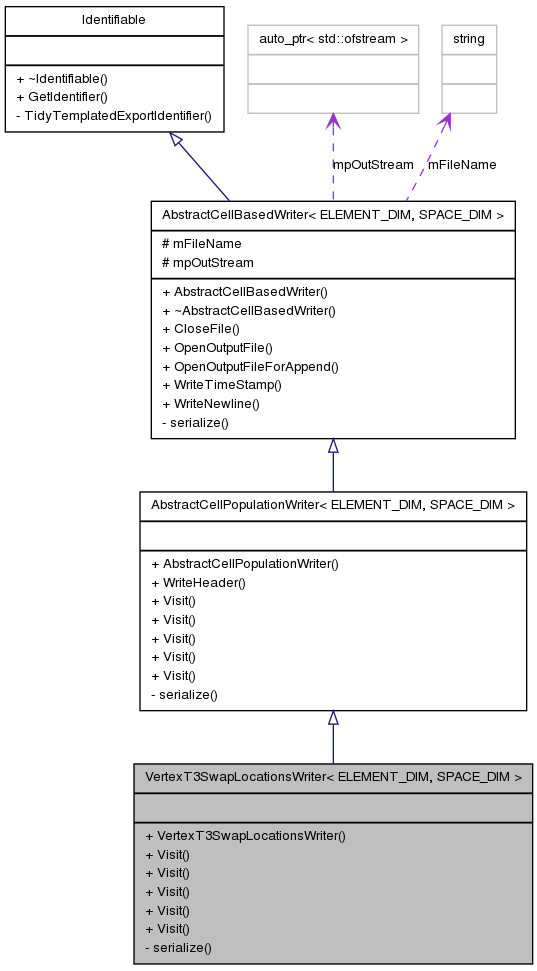 Identifiable
+ ~Identifiable()
+ GetIdentifier()
- TidyTemplatedExportIdentifier()
auto_ptr< std::ofstream >
string
mpOutStream
mFileName
AbstractCellBasedWriter< ELEMENT_DIM, SPACE_DIM >
# mFileName
# mpOutStream
+ AbstractCellBasedWriter()
+ ~AbstractCellBasedWriter()
+ CloseFile()
+ OpenOutputFile()
+ OpenOutputFileForAppend()
+ WriteTimeStamp()
+ WriteNewline()
- serialize()
AbstractCellPopulationWriter< ELEMENT_DIM, SPACE_DIM >
+ AbstractCellPopulationWriter()
+ WriteHeader()
+ Visit()
+ Visit()
+ Visit()
+ Visit()
+ Visit()
- serialize()
VertexT3SwapLocationsWriter< ELEMENT_DIM, SPACE_DIM >
+ VertexT3SwapLocationsWriter()
+ Visit()
+ Visit()
+ Visit()
+ Visit()
+ Visit()
- serialize()